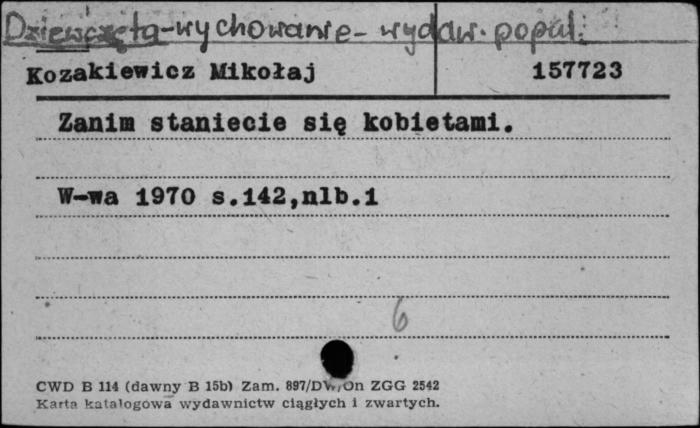 Dziewczęta-wychowanie-wydaw. popul.
Kozakiewicz Mikołaj 157723
Zanim staniecie się kobietami.
W-wa 1970 s.142,nlb.1
6
CWD B 114 (dawny B 15b) Zam. 897/DW/On ZGG 2542
Karta katalogowa wydawnictw ciągłych i zwartych.